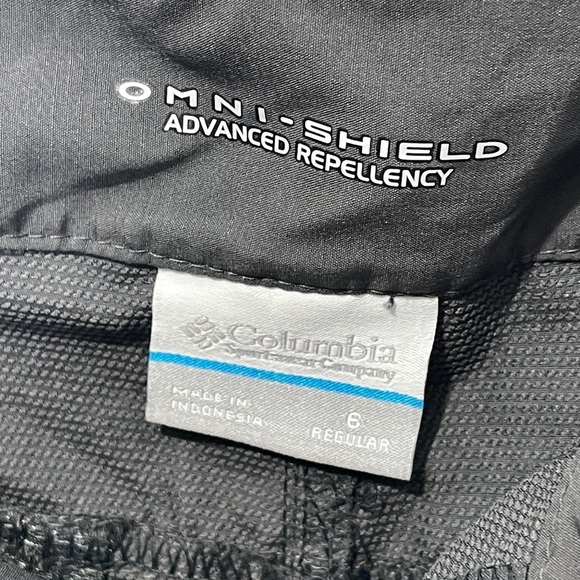 OMNI-SHIELD
ADVANCED REPELLENCY
Columbia
Sportswear Company
MADE IN
INDONESIA
6
REGULAR